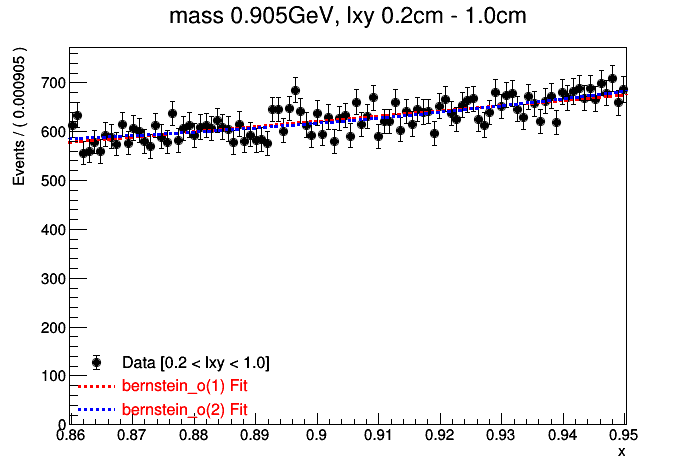 mass 0.905GeV, lxy 0.2cm - 1.0cm
Events / ( 0.000905 )
700
600
500
400
300
200
100
0
Data [0.2 < lxy < 1.0]
bernstein_o(1) Fit
bernstein_o(2) Fit
0.86 0.87 0.88 0.89 0.9 0.91 0.92 0.93 0.94 0.95
x